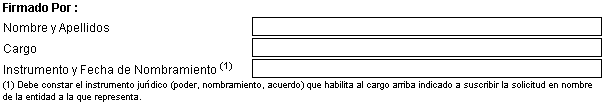 Firmado Por :
Nombre y Apellidos
Cargo
Instrumento y Fecha de Nombramiento (1)
(1) Debe constar el instrumento jurídico (poder, nombramiento, acuerdo) que habilita al cargo arriba indicado a suscribir la solicitud en nombre
de la entidad a la que representa.